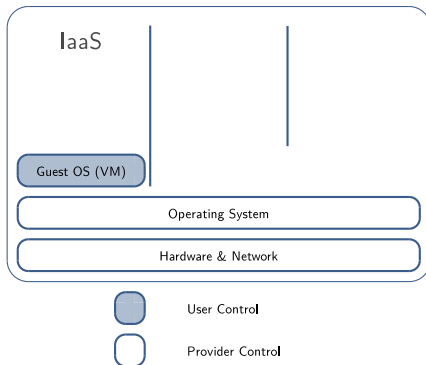 IaaS
Guest OS (VM)
Operating System
Hardware & Network
User Control
Provider Control